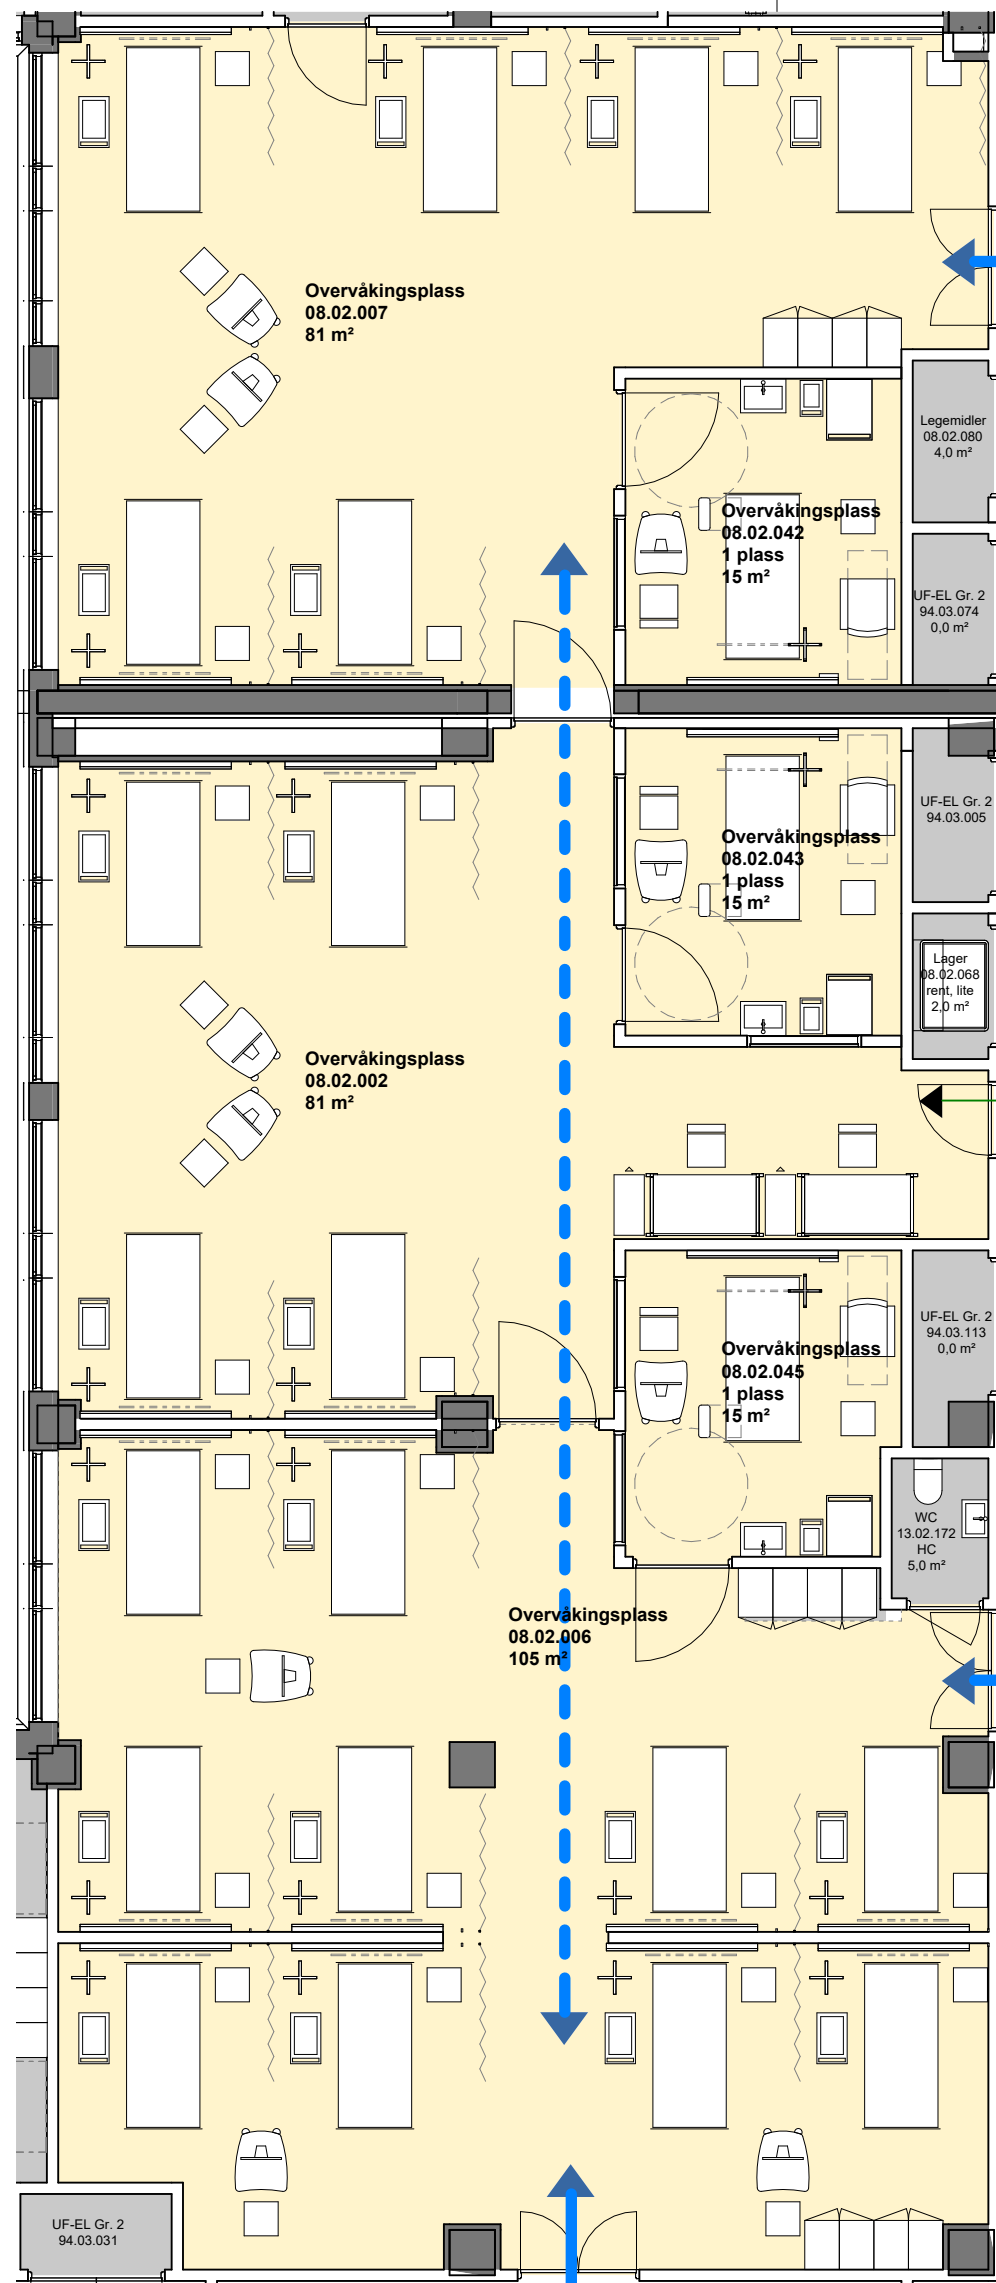 Overvåkingsplass
08.02.007
81 m²
Legemidler
08.02.080
4,0 m²
Overvåkingsplass
08.02.042
1 plass
15 m²
UF-EL Gr. 2
94.03.074
0,0 m²
UF-EL Gr. 2
94.03.005
Overvåkingsplass
08.02.043
1 plass
15 m²
Lager
08.02.068
rent, lite
2,0 m²
Overvåkingsplass
08.02.002
81 m²
UF-EL Gr. 2
94.03.113
0,0 m²
Overvåkingsplass
08.02.045
1 plass
15 m²
WC
13.02.172
HC
5,0 m²
Overvåkingsplass
08.02.006
105 m²
UF-EL Gr. 2
94.03.031